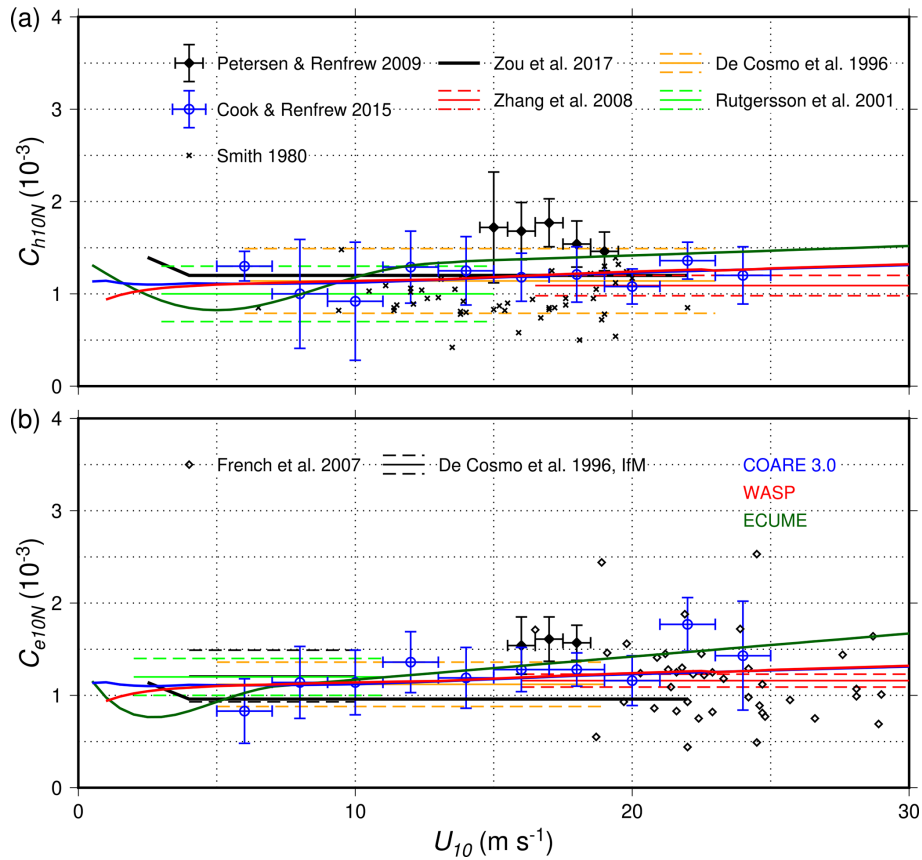 (a)
4
3
2
1
0
C_h10N (10^-3)
Petersen & Renfrew 2009
Zou et al. 2017
De Cosmo et al. 1996
Cook & Renfrew 2015
Zhang et al. 2008
Rutgersson et al. 2001
Smith 1980
(b)
4
3
2
1
0
C_e10N (10^-3)
French et al. 2007
De Cosmo et al. 1996, IfM
COARE 3.0
WASP
ECUME
0
10
20
30
U_10 (m s^-1)